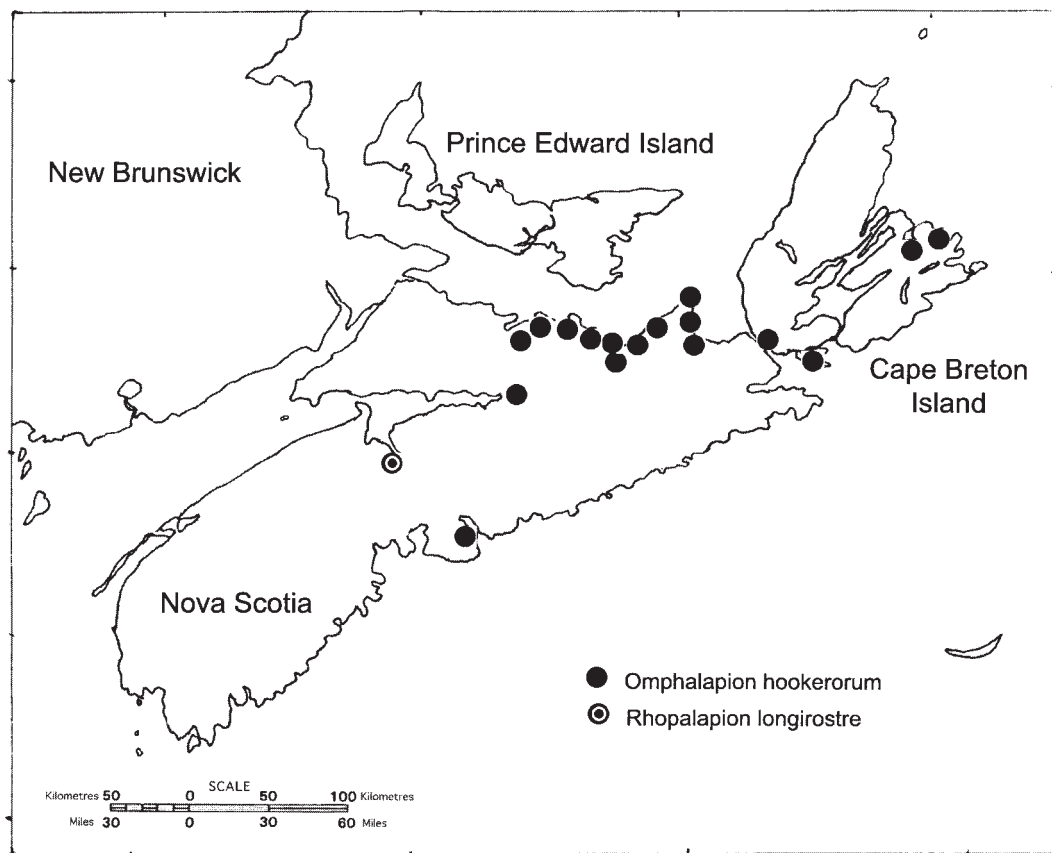 Prince Edward Island
New Brunswick
Cape Breton
Island
Nova Scotia
Omphalapion hookerorum
Rhopalapion longirostre
SCALE
Kilometres 50 0 50 100 Kilometres
Miles 30 0 30 60 Miles